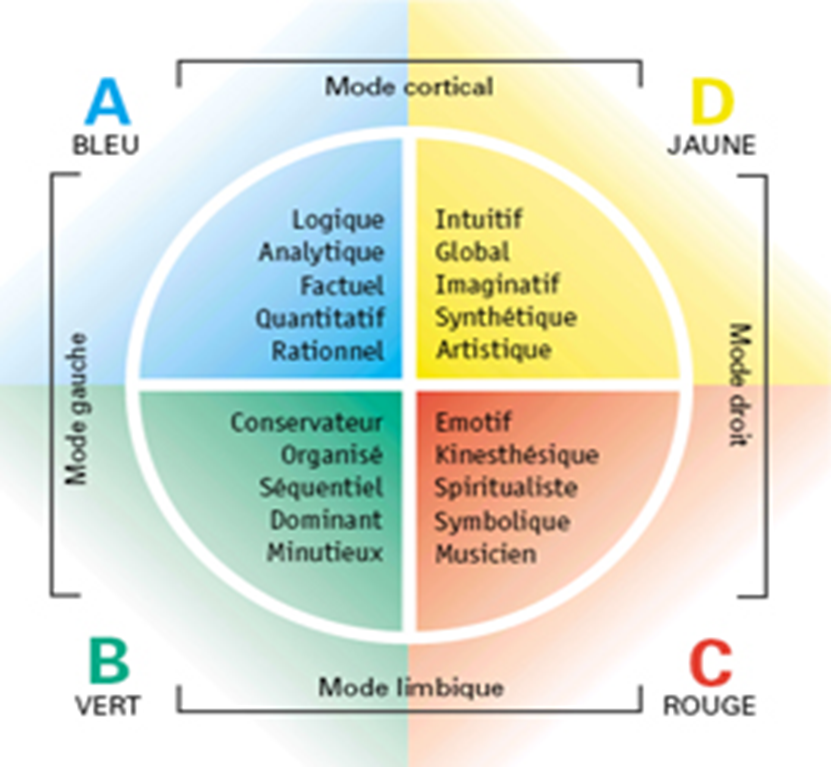 Mode cortical
A
BLEU
D
JAUNE
Logique
Analytique
Factuel
Quantitatif
Rationnel
Intuitif
Global
Imaginatif
Synthétique
Artistique
Mode gauche
Mode droit
Conservateur
Organisé
Séquentiel
Dominant
Minutieux
Emotif
Kinesthésique
Spiritualiste
Symbolique
Musicien
B
VERT
C
ROUGE
Mode limbique